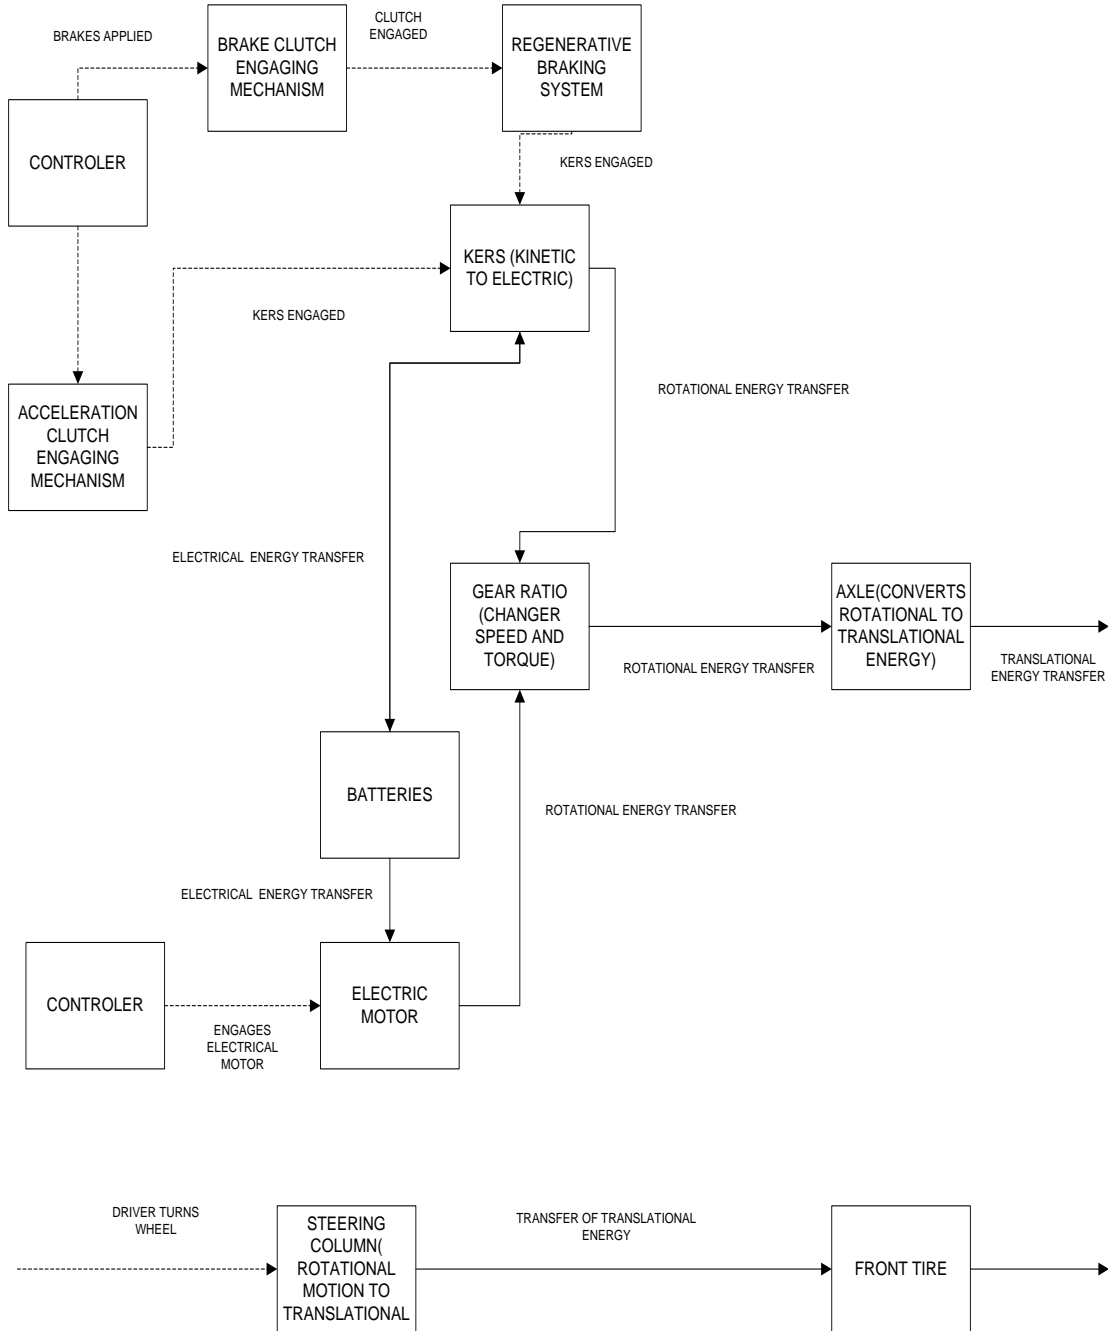 BRAKES APPLIED
BRAKE CLUTCH
ENGAGING
MECHANISM
CLUTCH
ENGAGED
REGENERATIVE
BRAKING
SYSTEM
CONTROLER
KERS ENGAGED
KERS (KINETIC
TO ELECTRIC)
KERS ENGAGED
ROTATIONAL ENERGY TRANSFER
ACCELERATION
CLUTCH
ENGAGING
MECHANISM
ELECTRICAL ENERGY TRANSFER
GEAR RATIO
(CHANGER
SPEED AND
TORQUE)
ROTATIONAL ENERGY TRANSFER
AXLE(CONVERTS
ROTATIONAL TO
TRANSLATIONAL
ENERGY)
TRANSLATIONAL
ENERGY TRANSFER
BATTERIES
ROTATIONAL ENERGY TRANSFER
ELECTRICAL ENERGY TRANSFER
CONTROLER
ENGAGES
ELECTRICAL
MOTOR
ELECTRIC
MOTOR
DRIVER TURNS
WHEEL
STEERING
COLUMN(
ROTATIONAL
MOTION TO
TRANSLATIONAL
TRANSFER OF TRANSLATIONAL
ENERGY
FRONT TIRE